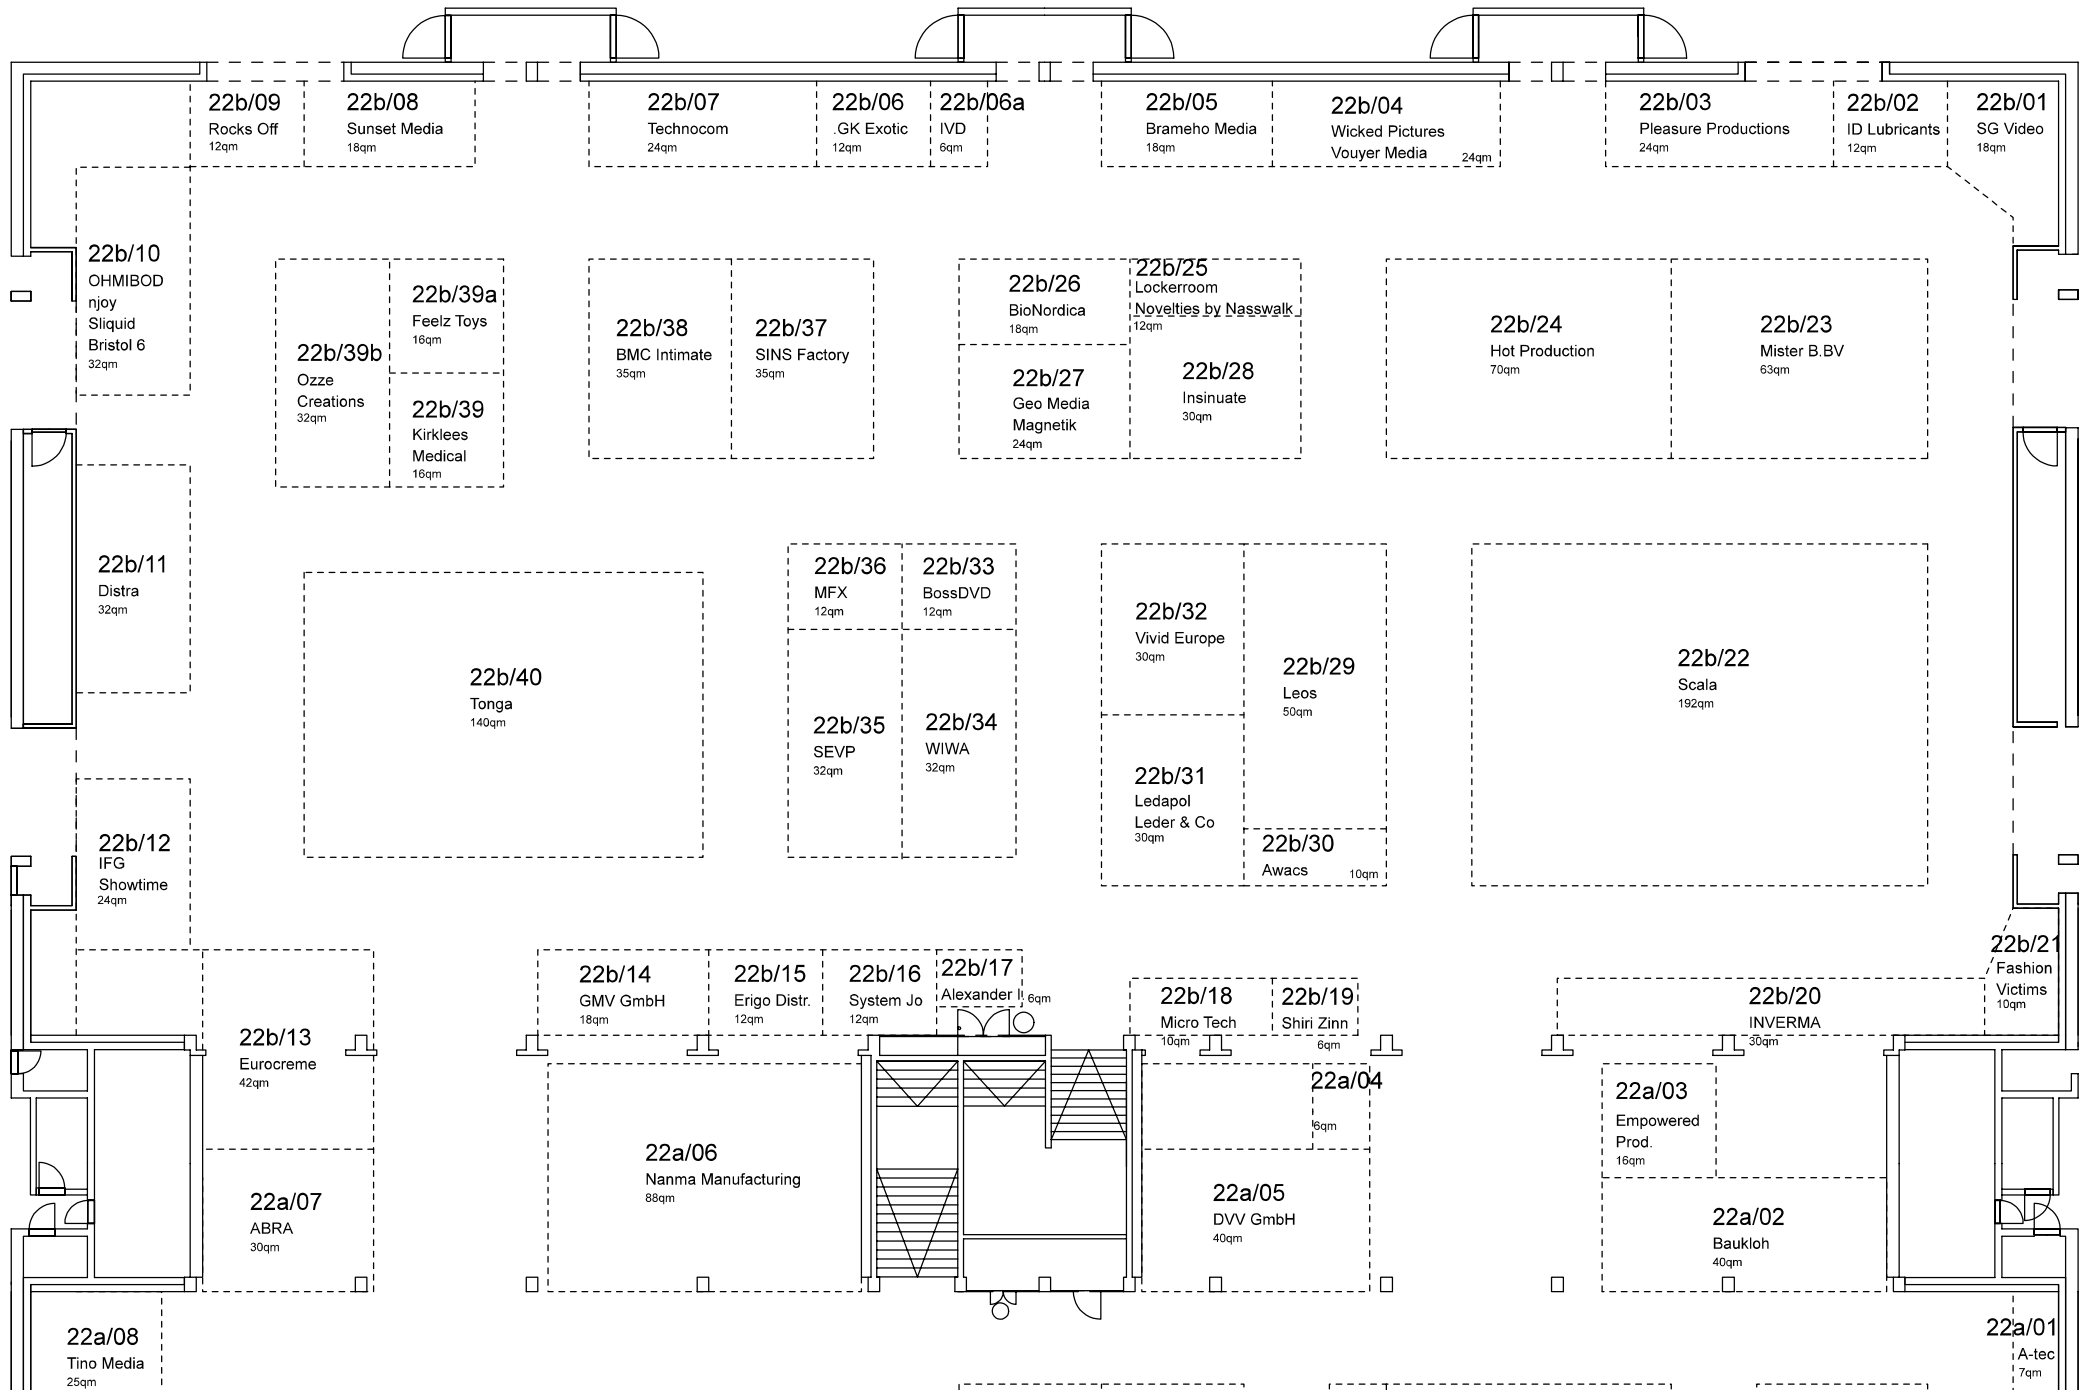 22b/09
Rocks Off
12qm
22b/08
Sunset Media
18qm
22b/07
Technocom
24qm
22b/06
.GK Exotic
12qm
22b/06a
IVD
6qm
22b/05
Brameho Media
18qm
22b/04
Wicked Pictures
Vouyer Media
24qm
22b/03
Pleasure Productions
24qm
22b/02
ID Lubricants
12qm
22b/01
SG Video
18qm
22b/10
OHMIBOD
njoy
Sliquid
Bristol 6
32qm
22b/39b
Ozze
Creations
32qm
22b/39a
Feelz Toys
16qm
22b/39
Kirklees
Medical
16qm
22b/38
BMC Intimate
35qm
22b/37
SINS Factory
35qm
22b/26
BioNordica
18qm
22b/25
Lockerroom
Novelties by Nasswalk
12qm
22b/27
Geo Media
Magnetik
24qm
22b/28
Insinuate
30qm
22b/24
Hot Production
70qm
22b/23
Mister B.BV
63qm
22b/11
Distra
32qm
22b/40
Tonga
140qm
22b/36
MFX
12qm
22b/33
BossDVD
12qm
22b/35
SEVP
32qm
22b/34
WIWA
32qm
22b/32
Vivid Europe
30qm
22b/29
Leos
50qm
22b/31
Ledapol
Leder & Co
30qm
22b/30
Awacs
10qm
22b/22
Scala
192qm
22b/12
IFG
Showtime
24qm
22b/13
Eurocreme
42qm
22b/14
GMV GmbH
18qm
22b/15
Erigo Distr.
12qm
22b/16
System Jo
12qm
22b/17
Alexander I.
6qm
22b/18
Micro Tech
10qm
22b/19
Shiri Zinn
6qm
22b/20
INVERMA
30qm
22b/21
Fashion
Victims
10qm
22a/07
ABRA
30qm
22a/06
Nanma Manufacturing
88qm
22a/04
6qm
22a/05
DVV GmbH
40qm
22a/03
Empowered
Prod.
16qm
22a/02
Baukloh
40qm
22a/08
Tino Media
25qm
22a/01
A-tec
7qm